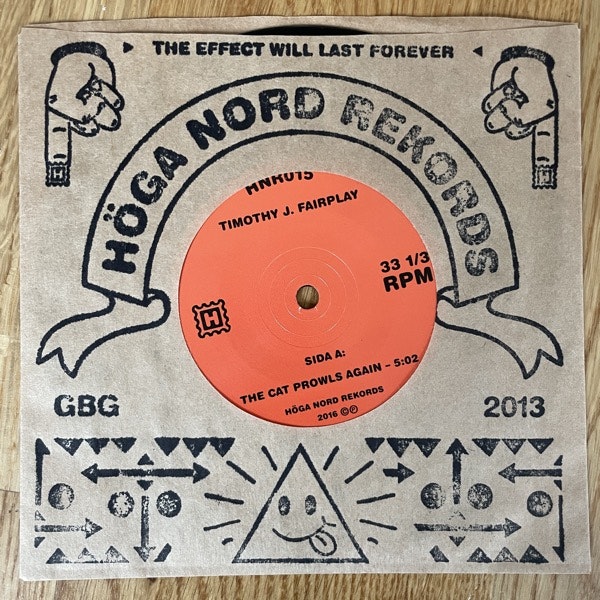 THE EFFECT WILL LAST FOREVER
HÖGA NORD REKORDS
HNR015
TIMOTHY J. FAIRPLAY
33 1/3
RPM
H
SIDA A:
THE CAT PROWLS AGAIN – 5:02
HÖGA NORD REKORDS
2016 ©℗
GBG
2013
H
H